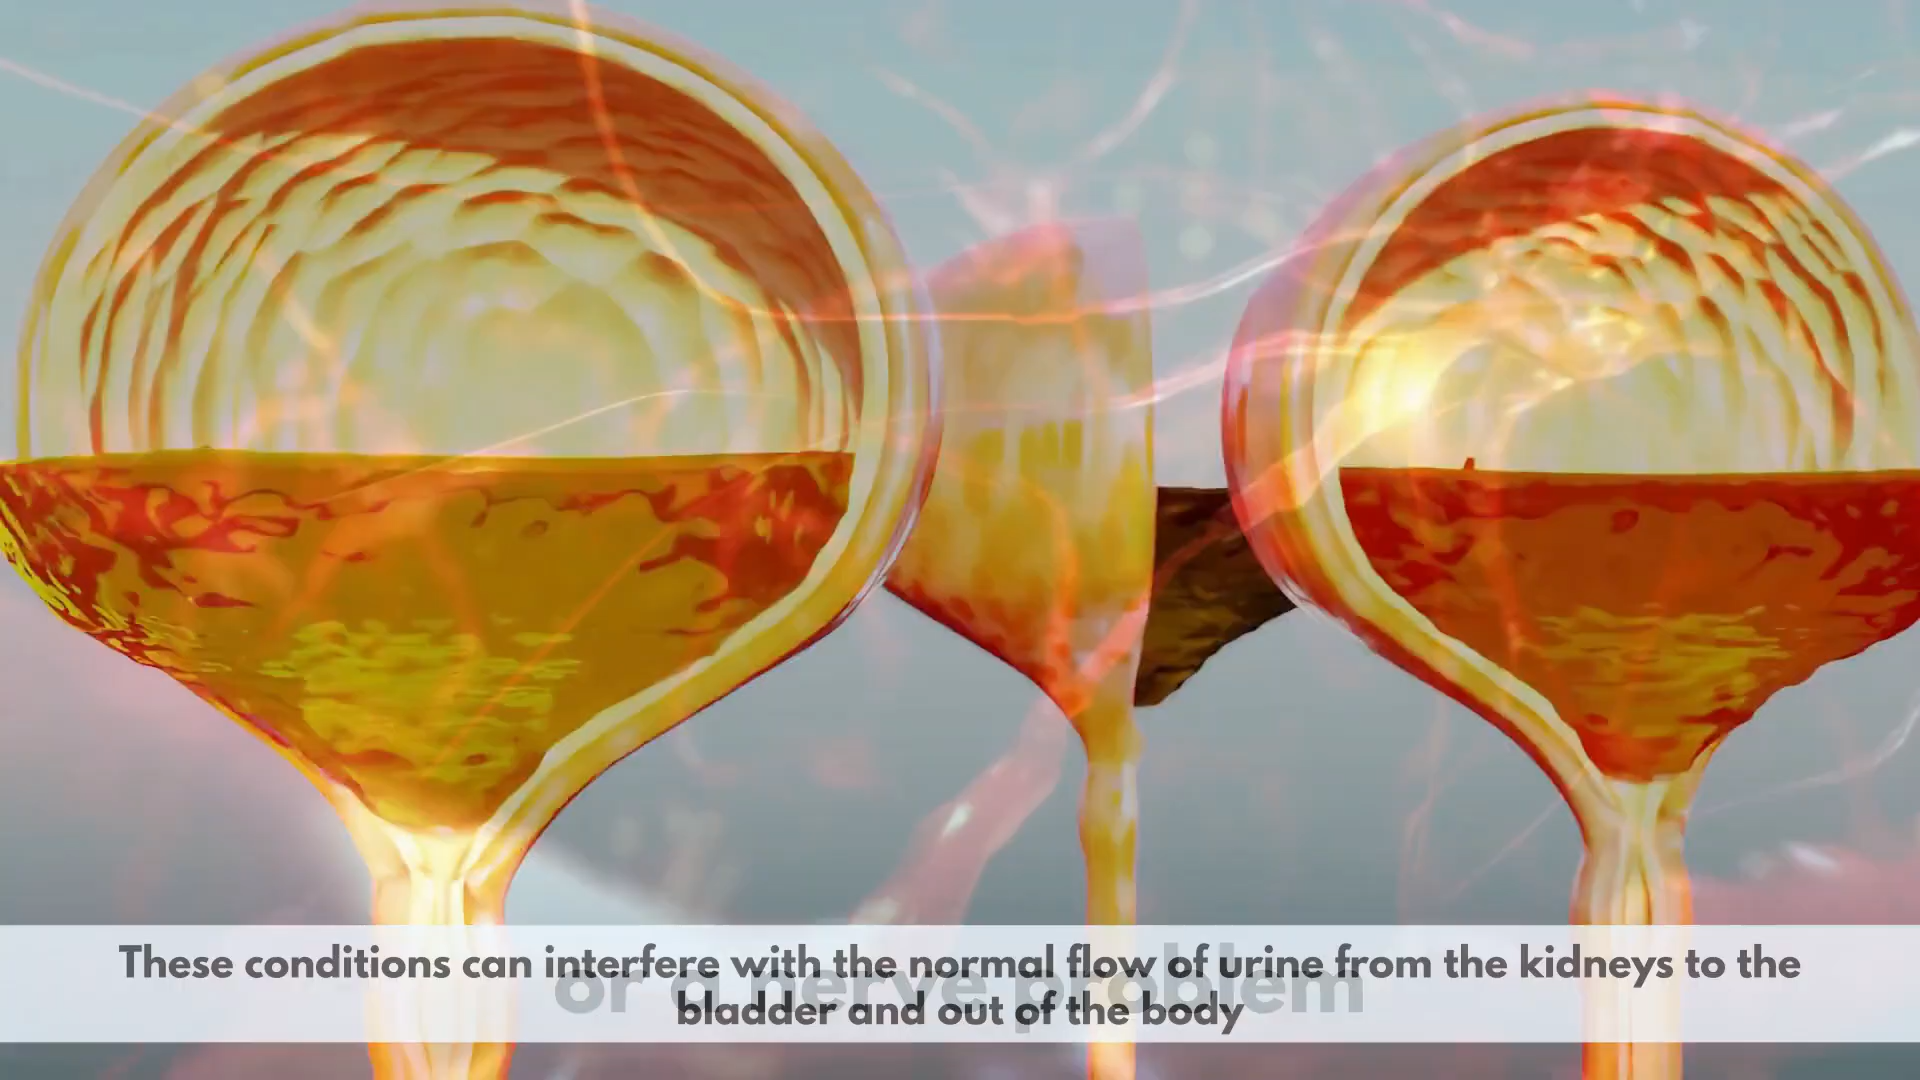 These conditions can interfere with the normal flow of urine from the kidneys to the
bladder and out of the body
or a nerve problem